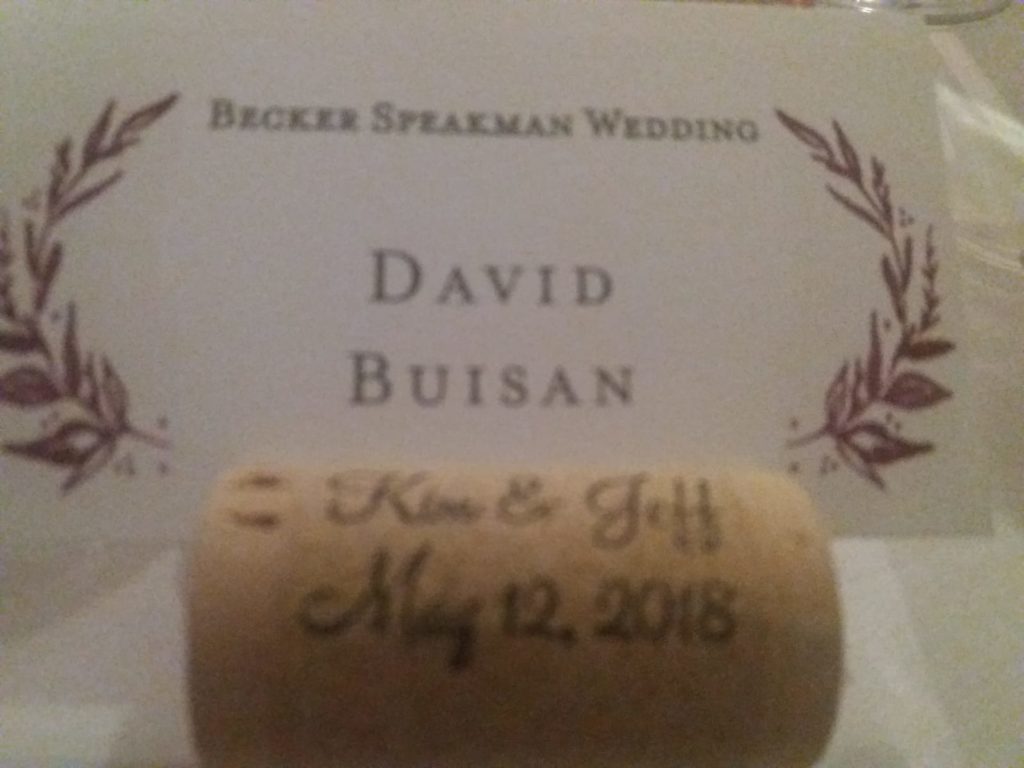 Becker Speakman Wedding
David
Buisan
Kim & Jeff
May 12, 2018